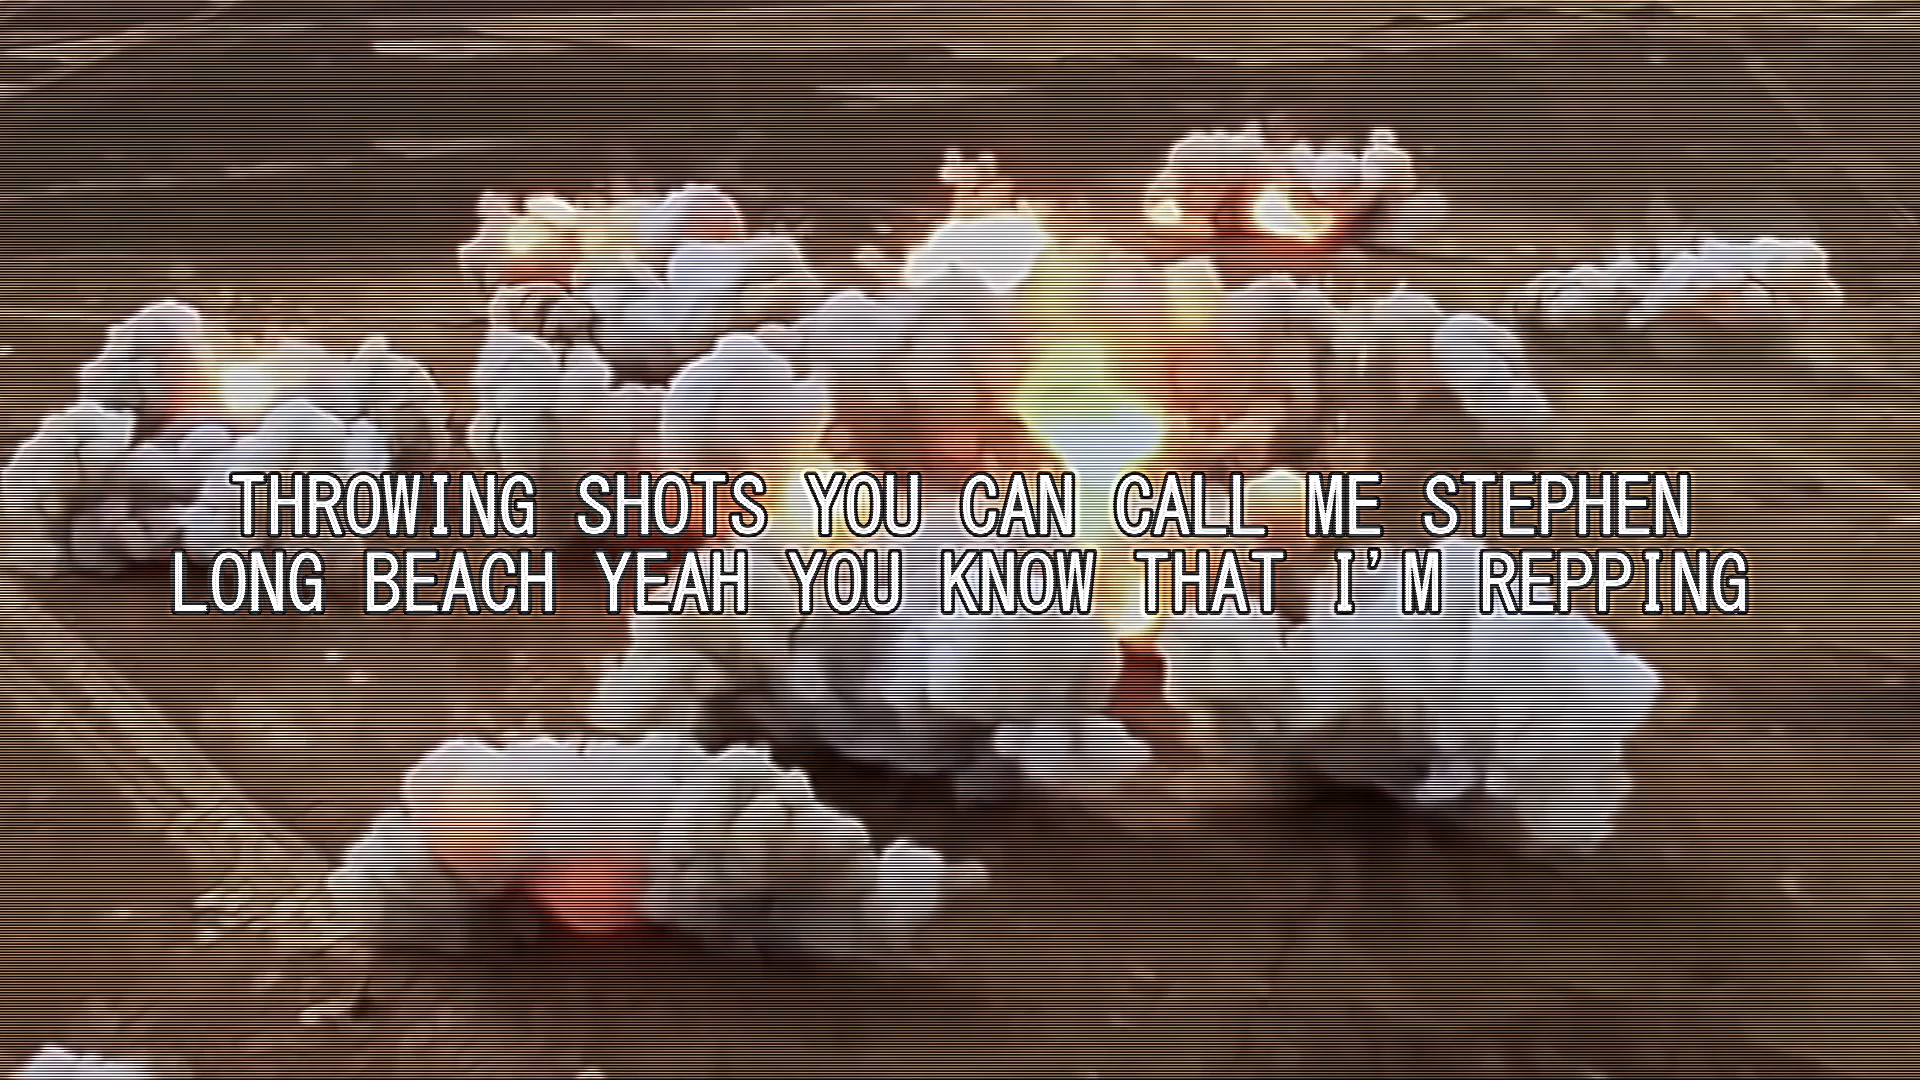 THROWING SHOTS YOU CAN CALL ME STEPHEN
LONG BEACH YEAH YOU KNOW THAT I'M REPPING